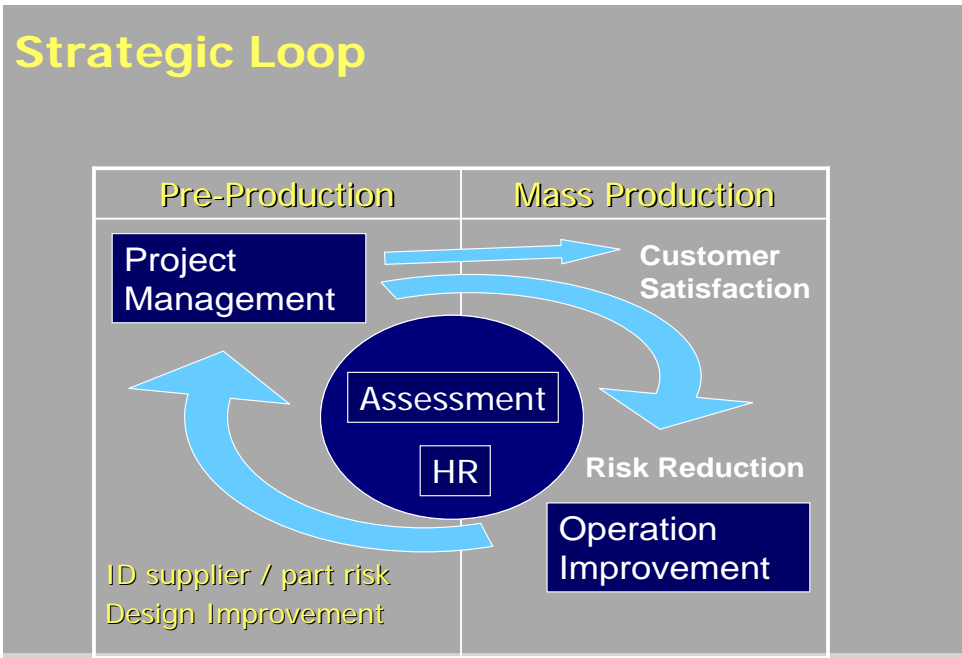 Strategic Loop
Pre-Production
Mass Production
Project
Management
Customer
Satisfaction
Assessment
HR
Risk Reduction
Operation
Improvement
ID supplier / part risk
Design Improvement